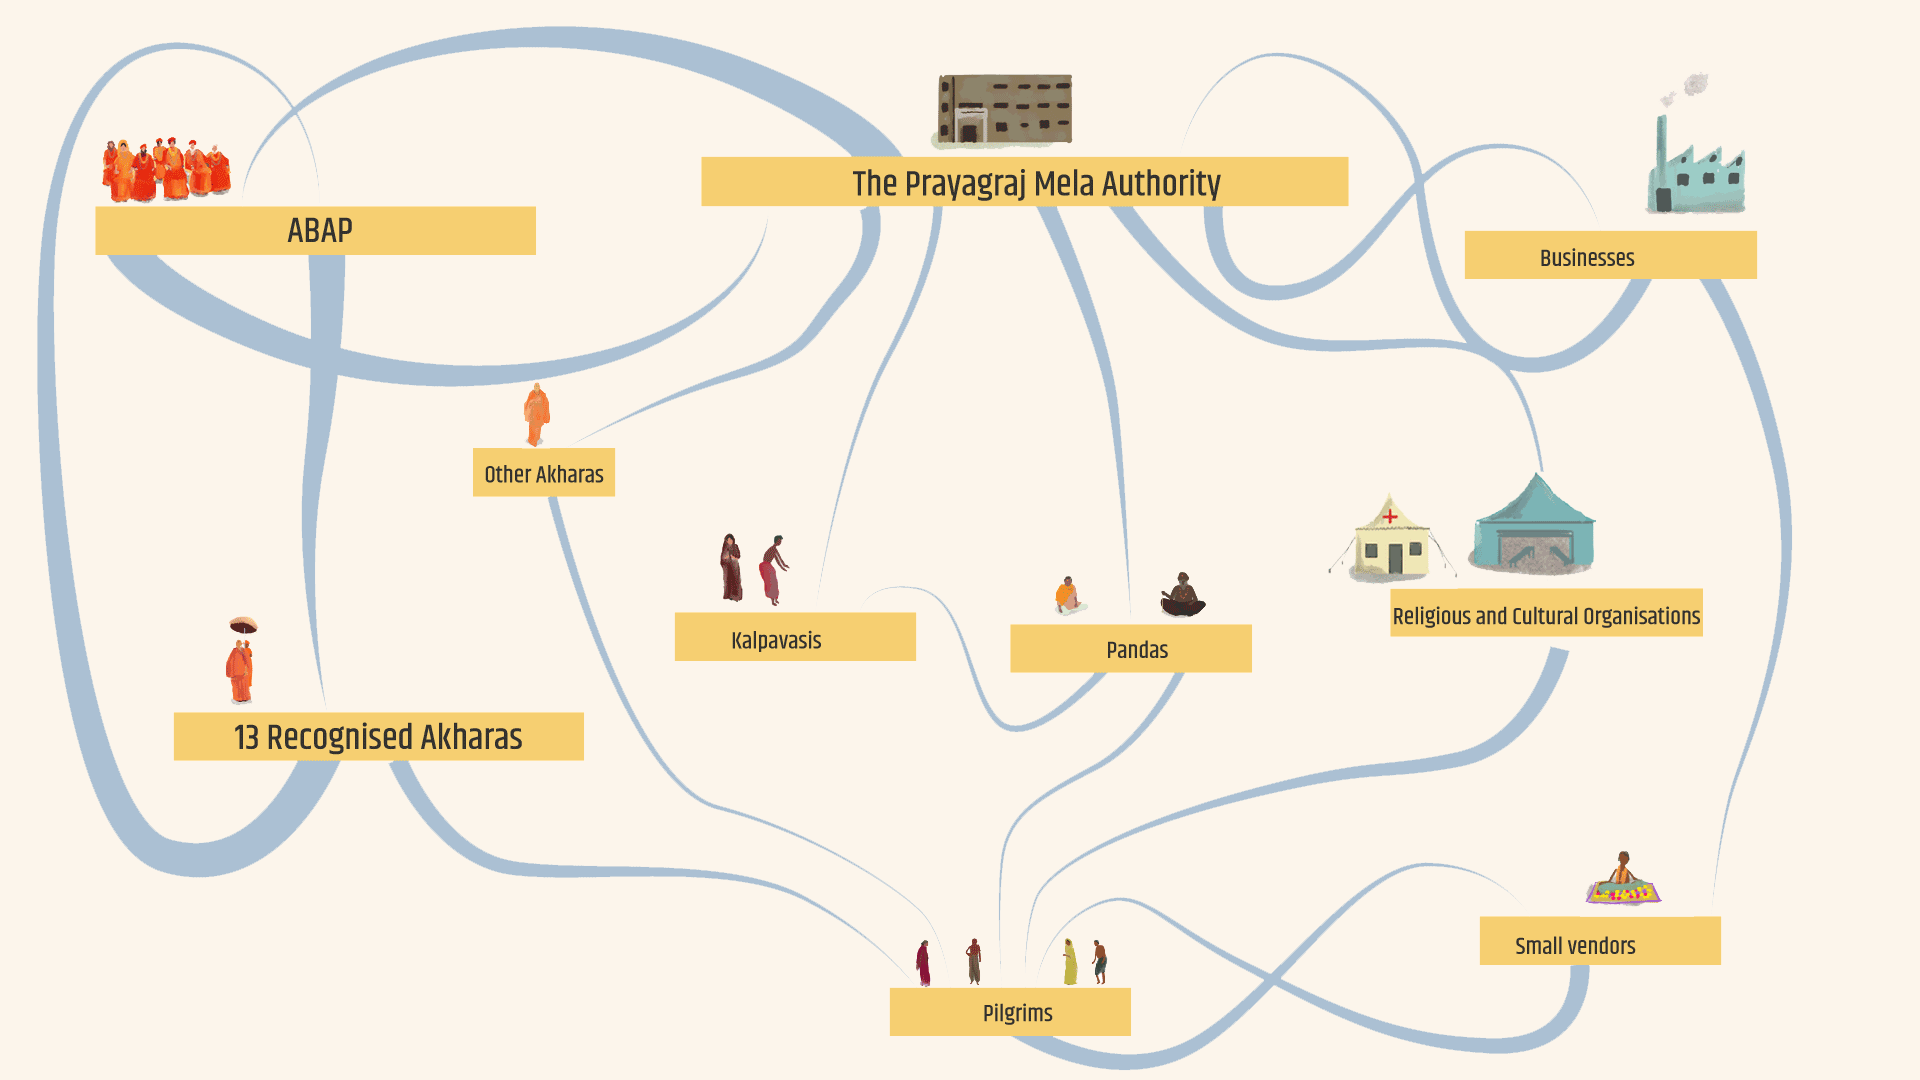 The Prayagraj Mela Authority
ABAP
Businesses
Other Akharas
Religious and Cultural Organisations
Kalpavasis
Pandas
13 Recognised Akharas
Small vendors
Pilgrims